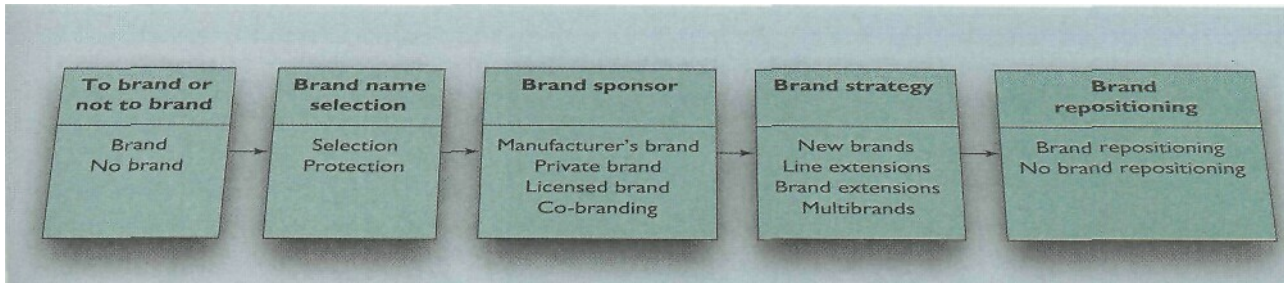 To brand or
not to brand
Brand
No brand
Brand name
selection
Selection
Protection
Brand sponsor
Manufacturer's brand
Private brand
Licensed brand
Co-branding
Brand strategy
New brands
Line extensions
Brand extensions
Multibrands
Brand
repositioning
Brand repositioning
No brand repositioning